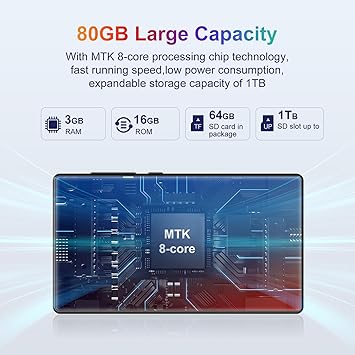 80GB Large Capacity
With MTK 8-core processing chip technology,
fast running speed,low power consumption,
expandable storage capacity of 1TB
3GB
RAM
16GB
ROM
TF
64GB
SD card in
package
UP
1TB
SD slot up to
MTK
8-core